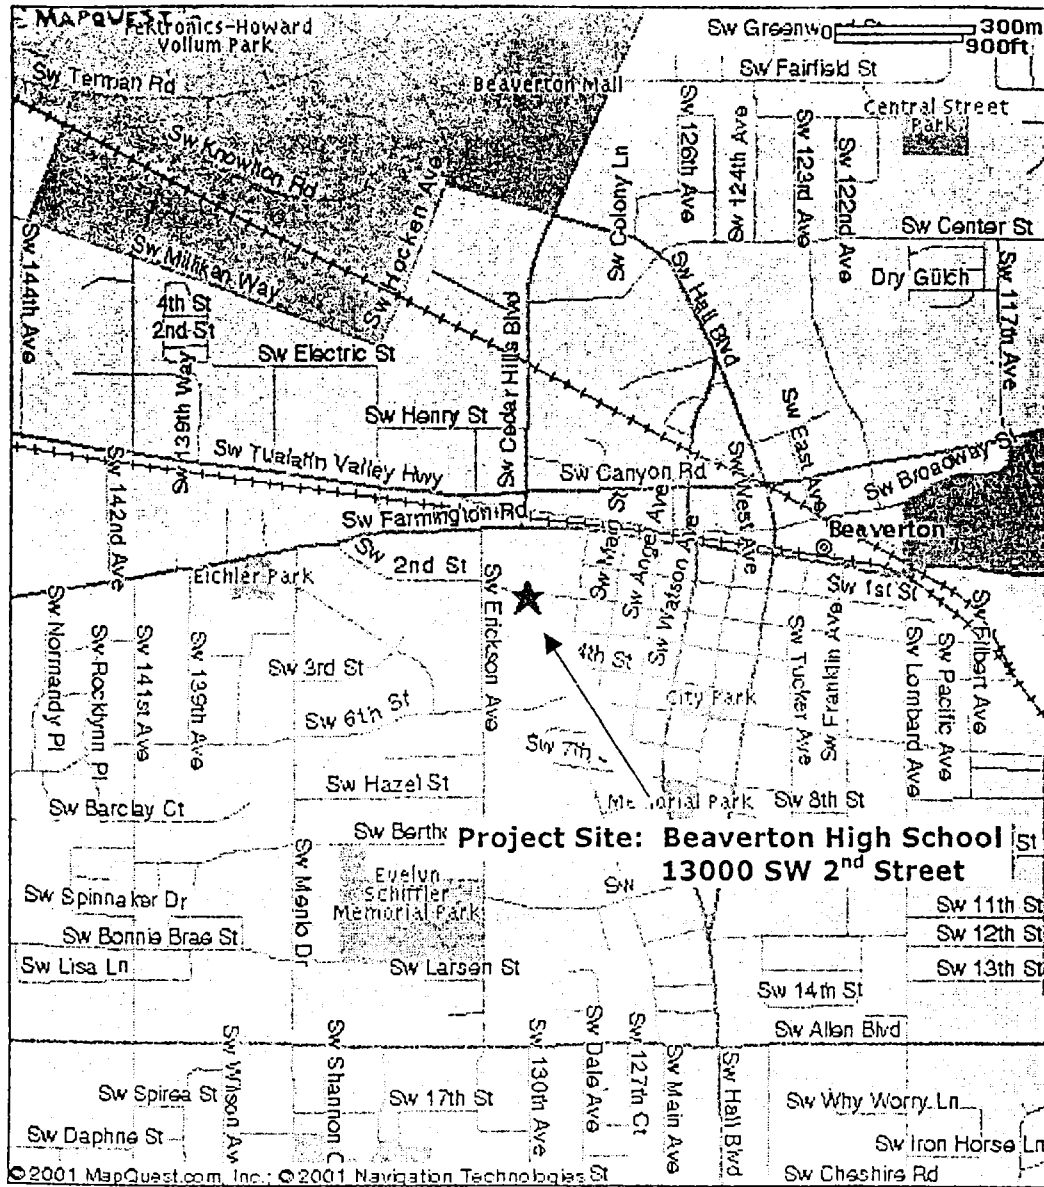 MAPQUEST
Tektronics-Howard
Vollum Park
Sw Greenwood St
0 300m
900ft
Sw Terman Rd
Beaverton Mall
Sw Fairfield St
Central Street
Park
Sw Knowlton Rd
Sw Hocken Ave
Sw Colony Ln
Sw 126th Ave
Sw 124th Ave
Sw 123rd Ave
Sw 122nd Ave
Sw Center St
Sw 144th Ave
Sw Millikan Way
Dry Gulch
Sw 117th Ave
4th St
2nd St
Sw Hall Blvd
Sw Electric St
Sw Cedar Hills Blvd
Sw 139th Way
Sw Henry St
Sw East Ave
Sw Tualatin Valley Hwy
Sw Canyon Rd
Sw West Ave
Sw Broadway S
Sw 142nd Ave
Sw Farmington Rd
Sw Main St
Sw Angel Ave
Sw Watson Ave
Beaverton
Sw 2nd St
Eichler Park
Sw 1st St
Sw Erickson Ave
Sw Normandy Pl
Sw Rocklynn Pl
Sw 141st Ave
Sw 139th Ave
Sw 3rd St
4th St
Sw Tucker Ave
Sw Franklin Ave
Sw Lombard Ave
Sw Pacific Ave
Sw Filbert Ave
City Park
Sw 6th St
Sw 7th
Sw Hazel St
Memorial Park
Sw 8th St
Sw Barclay Ct
Sw Berth
Project Site: Beaverton High School
13000 SW 2nd Street
St
Sw Menlo Dr
Evelyn
Schiffler
Memorial Park
Sw
Sw Spinnaker Dr
Sw 11th St
Sw Bonnie Brae St
Sw 12th St
Sw Lisa Ln
Sw Larsen St
Sw 13th St
Sw 14th St
Sw Allen Blvd
Sw Wilson Av
Sw Shannon C
Sw 130th Ave
Sw Dale Ave
Sw 127th Ct
Sw Main Ave
Sw Hall Blvd
Sw Spirea St
Sw 17th St
Sw Why Worry Ln
Sw Daphne St
Sw Iron Horse Ln
©2001 MapQuest.com, Inc.; ©2001 Navigation Technologies
St
Sw Cheshire Rd